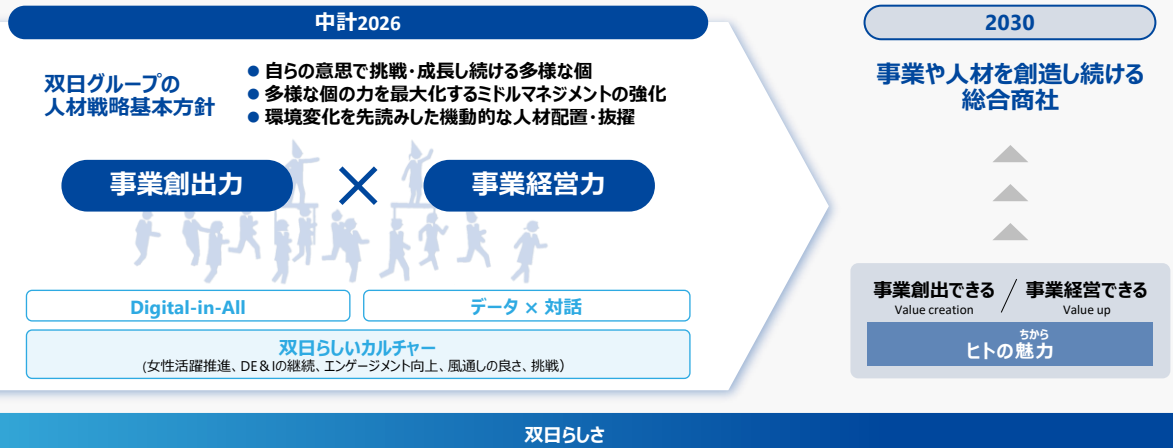 中計2026
双日グループの
人材戦略基本方針
● 自らの意思で挑戦・成長し続ける多様な個
● 多様な個の力を最大化するミドルマネジメントの強化
● 環境変化を先読みした機動的な人材配置・抜擢
事業創出力 × 事業経営力
Digital-in-All
データ × 対話
双日らしいカルチャー
(女性活躍推進、DE&Iの継続、エンゲージメント向上、風通しの良さ、挑戦)
2030
事業や人材を創造し続ける
総合商社
事業創出できる / 事業経営できる
Value creation Value up
ちから
ヒトの魅力
双日らしさ